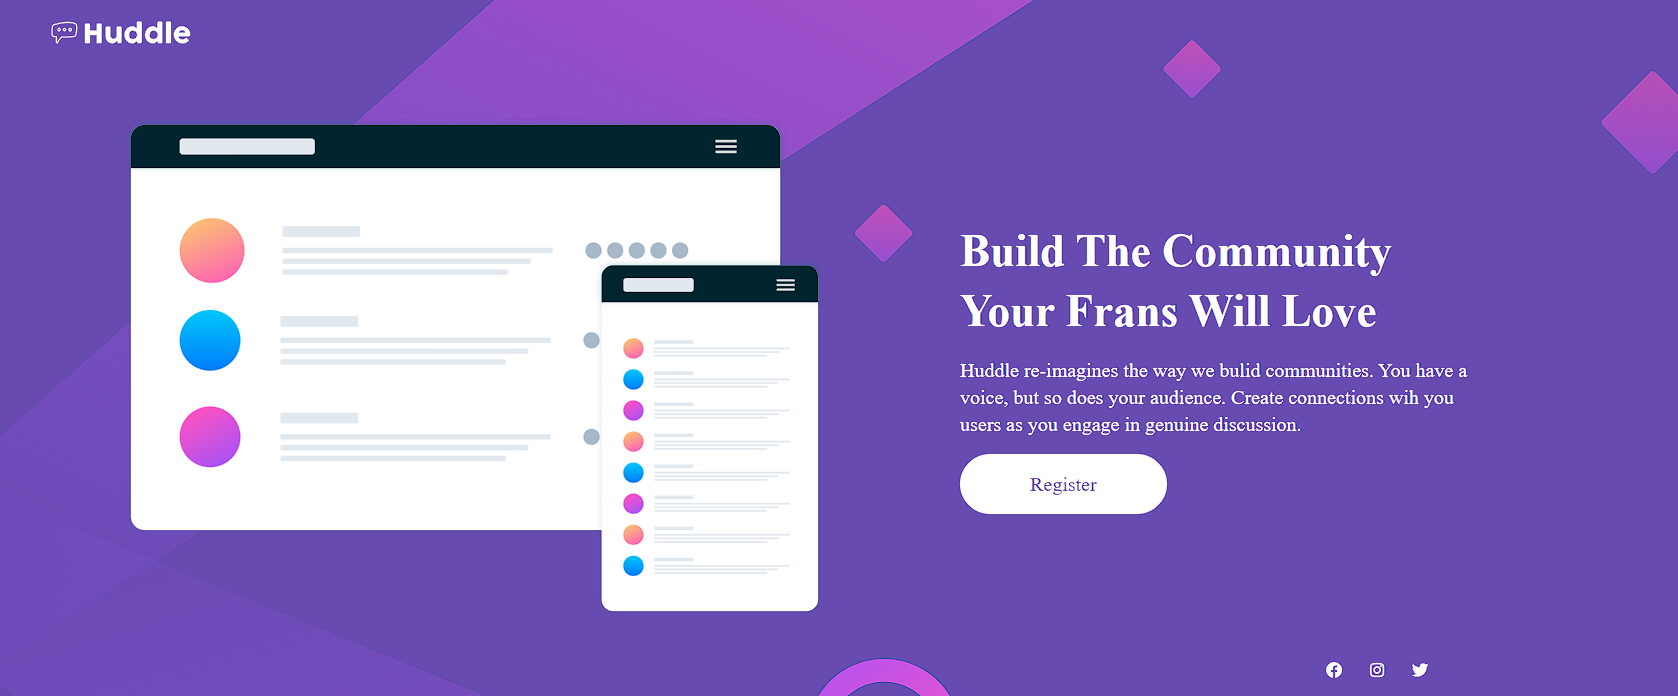 Huddle
Build The Community
Your Frans Will Love
Huddle re-imagines the way we bulid communities. You have a
voice, but so does your audience. Create connections wih you
users as you engage in genuine discussion.
Register